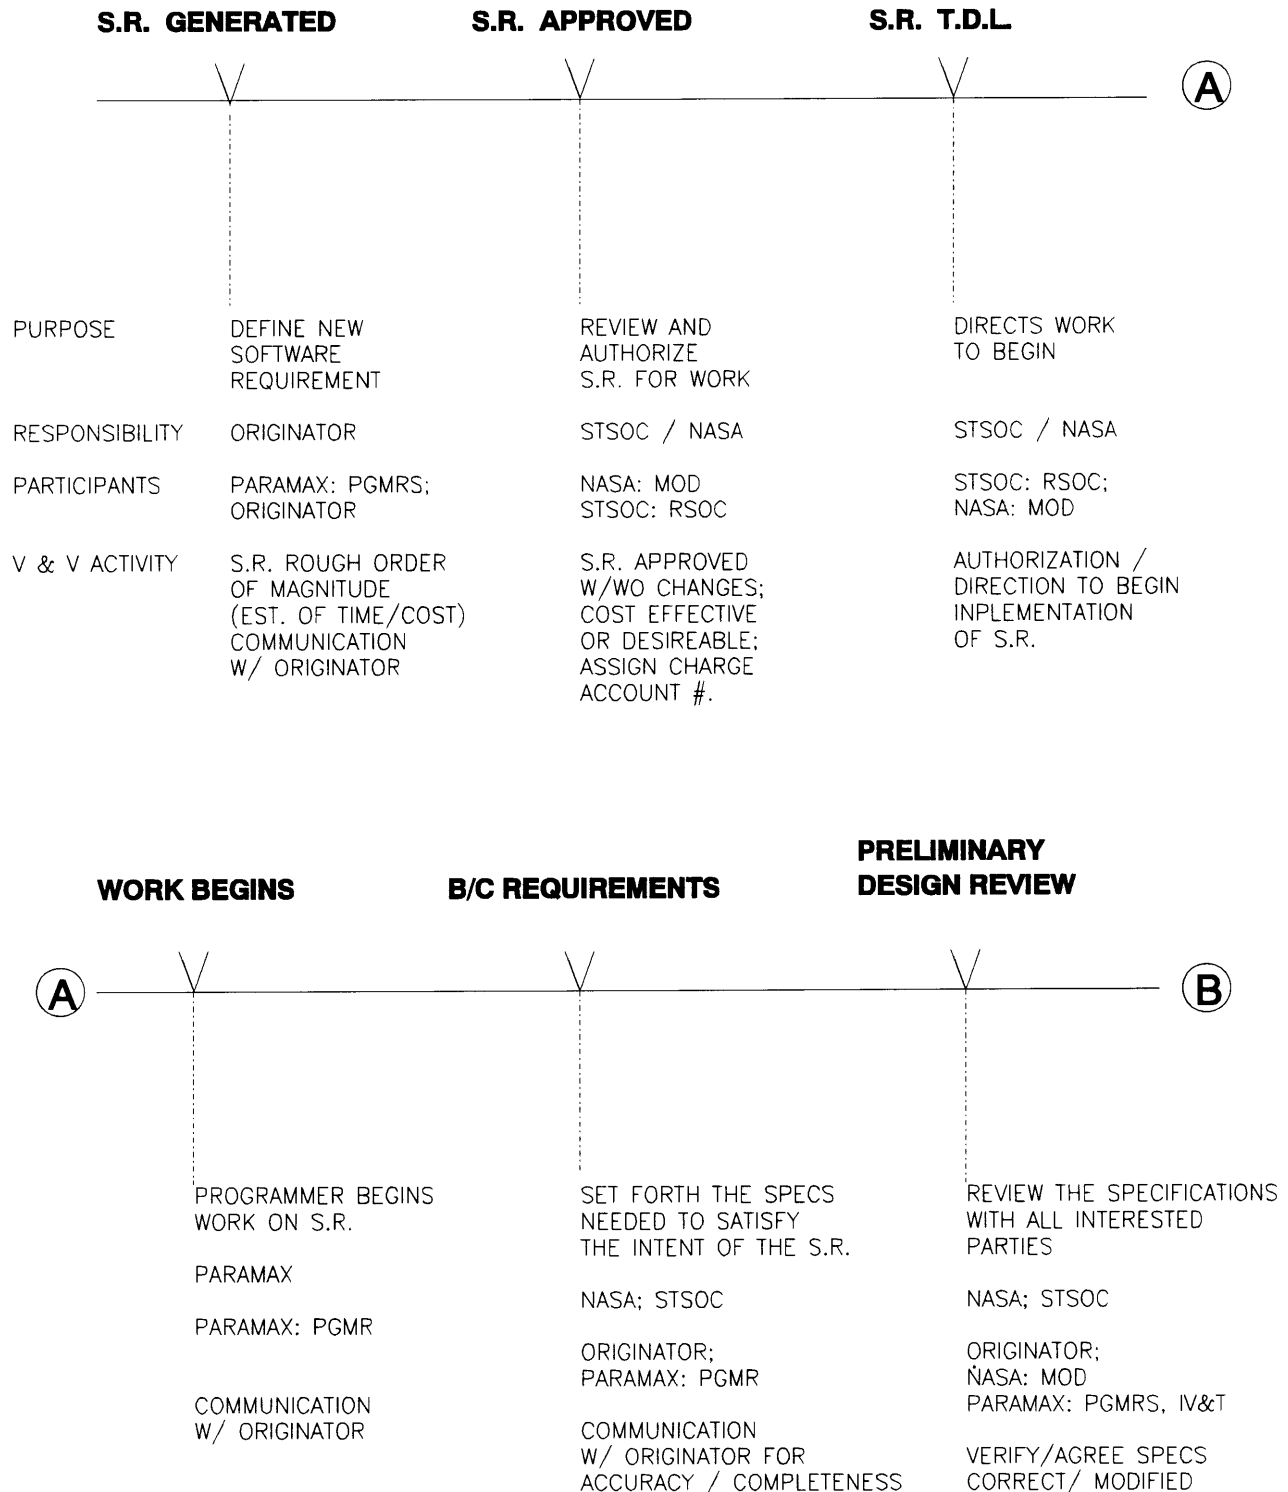 S.R. GENERATED
S.R. APPROVED
S.R. T.D.L.
A
PURPOSE
DEFINE NEW
SOFTWARE
REQUIREMENT
REVIEW AND
AUTHORIZE
S.R. FOR WORK
DIRECTS WORK
TO BEGIN
RESPONSIBILITY
ORIGINATOR
STSOC / NASA
STSOC / NASA
PARTICIPANTS
PARAMAX: PGMRS;
ORIGINATOR
NASA: MOD
STSOC: RSOC
STSOC: RSOC;
NASA: MOD
V & V ACTIVITY
S.R. ROUGH ORDER
OF MAGNITUDE
(EST. OF TIME/COST)
COMMUNICATION
W/ ORIGINATOR
S.R. APPROVED
W/WO CHANGES;
COST EFFECTIVE
OR DESIREABLE;
ASSIGN CHARGE
ACCOUNT #.
AUTHORIZATION /
DIRECTION TO BEGIN
INPLEMENTATION
OF S.R.
WORK BEGINS
B/C REQUIREMENTS
PRELIMINARY
DESIGN REVIEW
A
B
PROGRAMMER BEGINS
WORK ON S.R.
PARAMAX
PARAMAX: PGMR
COMMUNICATION
W/ ORIGINATOR
SET FORTH THE SPECS
NEEDED TO SATISFY
THE INTENT OF THE S.R.
NASA; STSOC
ORIGINATOR;
PARAMAX: PGMR
COMMUNICATION
W/ ORIGINATOR FOR
ACCURACY / COMPLETENESS
REVIEW THE SPECIFICATIONS
WITH ALL INTERESTED
PARTIES
NASA; STSOC
ORIGINATOR;
NASA: MOD
PARAMAX: PGMRS, IV&T
VERIFY/AGREE SPECS
CORRECT/ MODIFIED